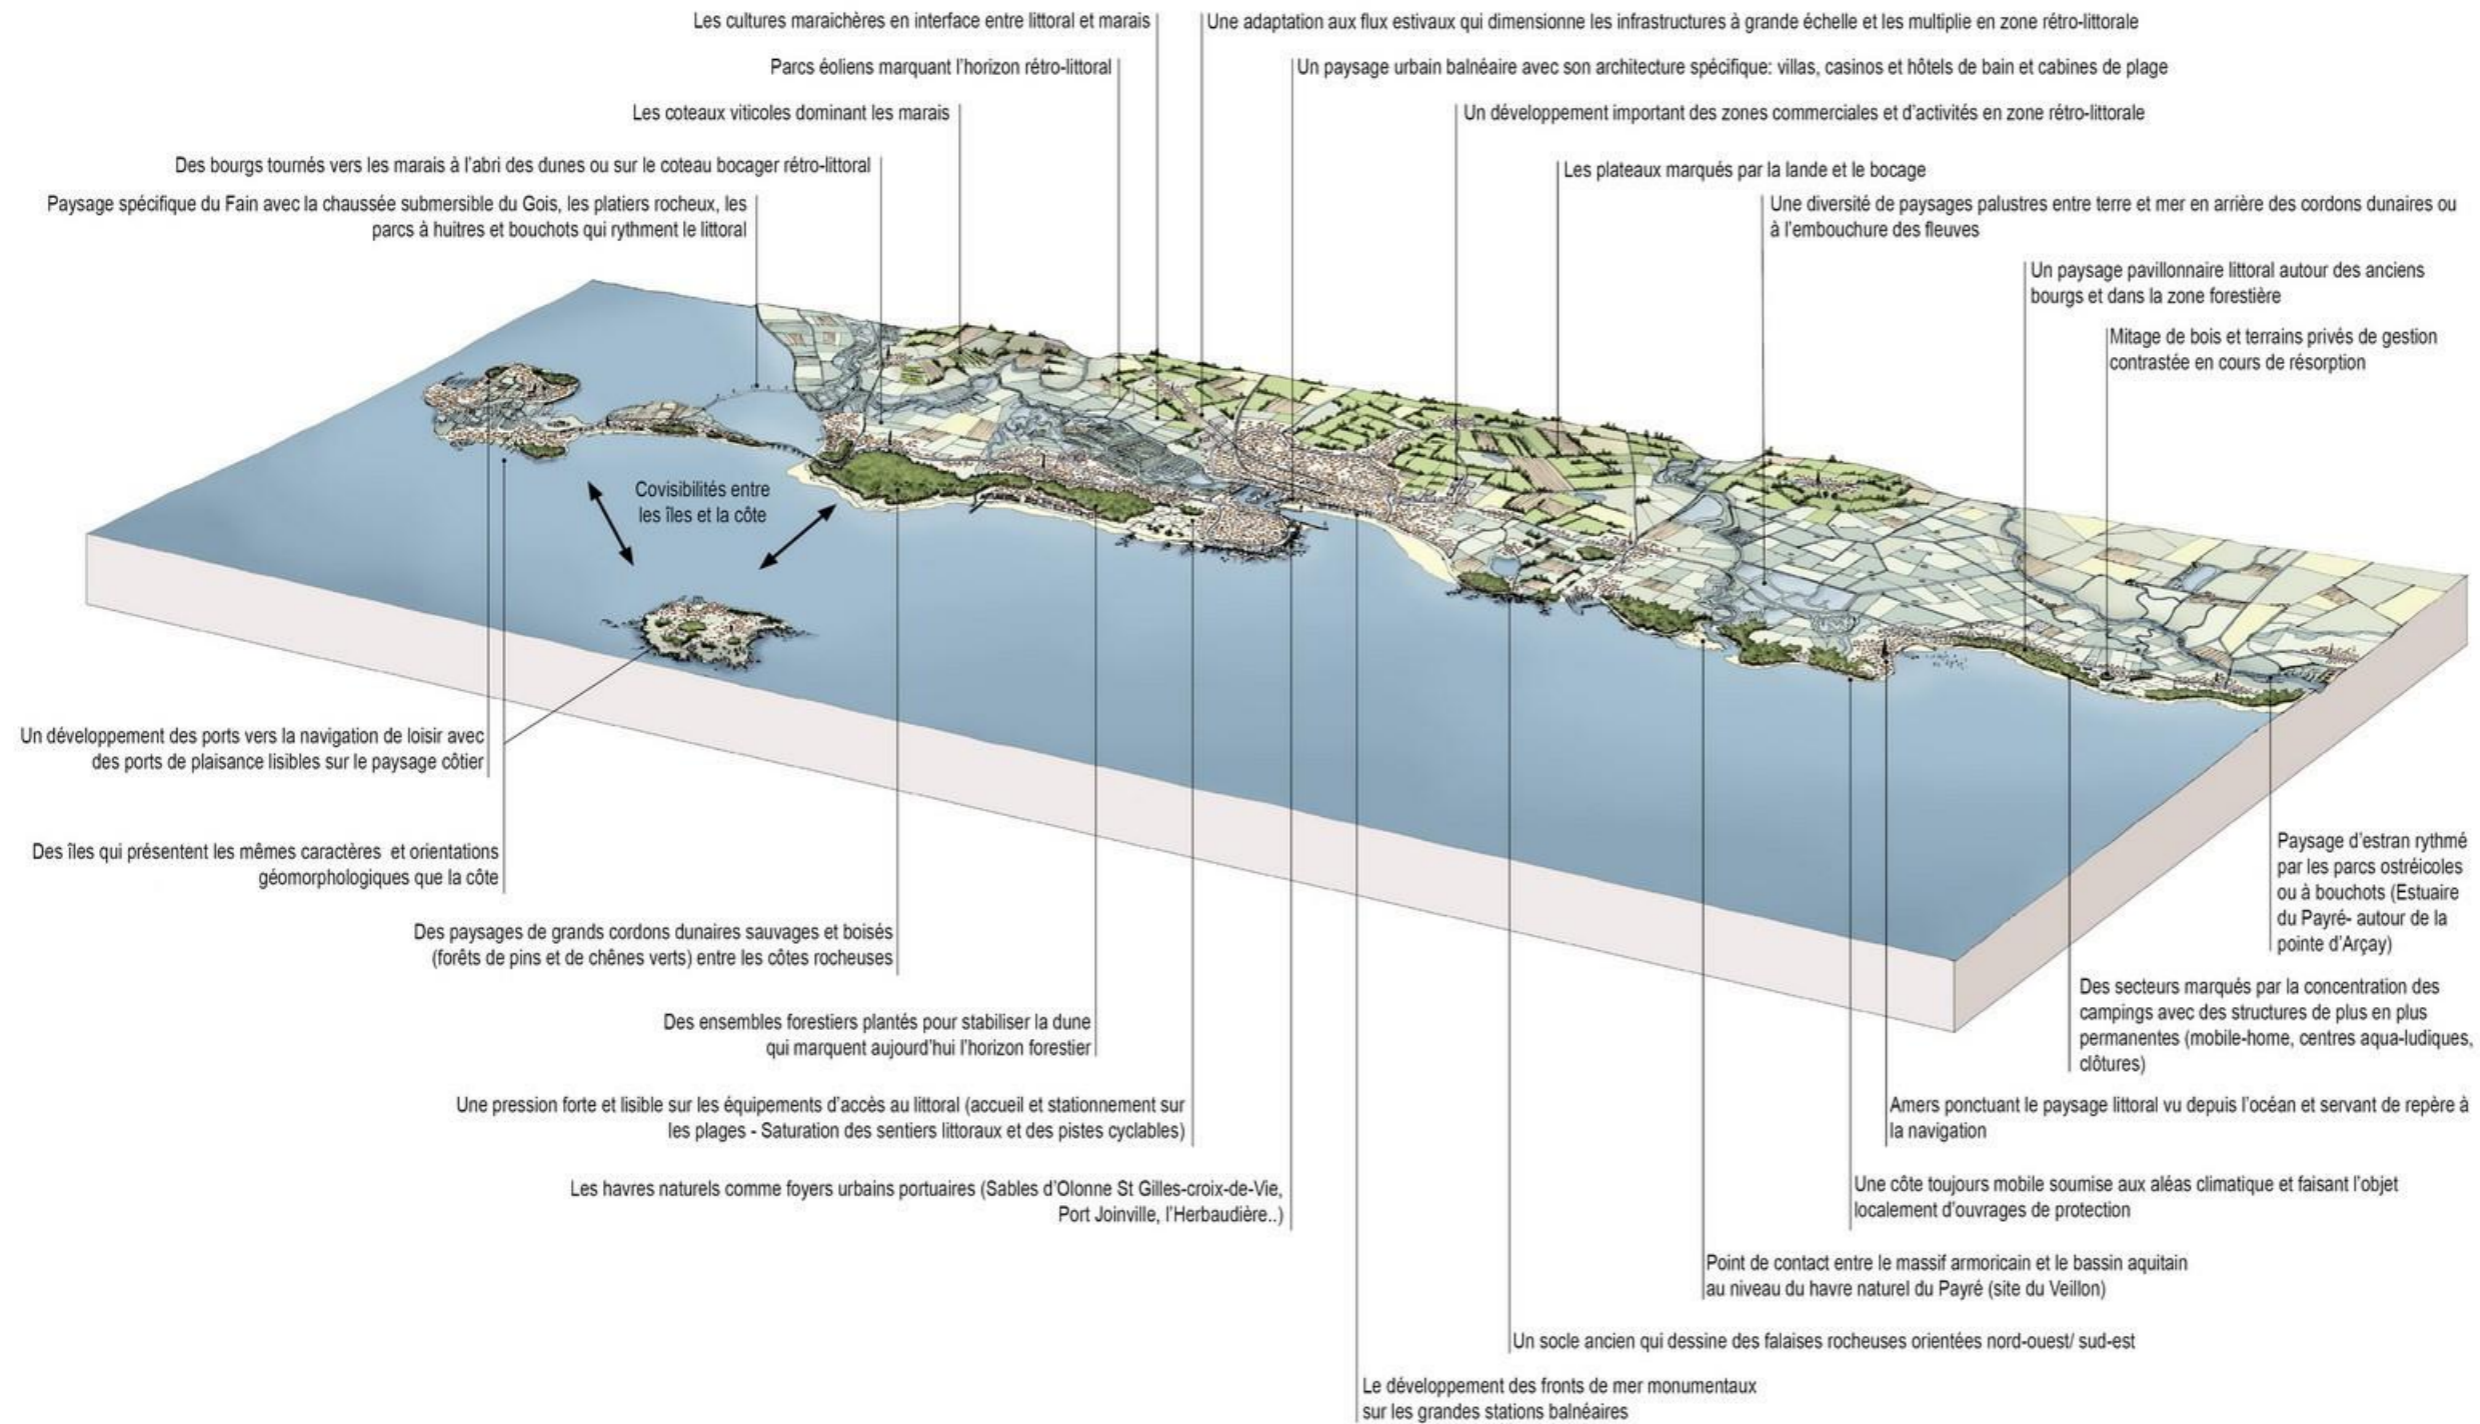 Les cultures maraichères en interface entre littoral et marais
Une adaptation aux flux estivaux qui dimensionne les infrastructures à grande échelle et les multiplie en zone rétro-littorale
Parcs éoliens marquant l'horizon rétro-littoral
Un paysage urbain balnéaire avec son architecture spécifique: villas, casinos et hôtels de bain et cabines de plage
Les coteaux viticoles dominant les marais
Un développement important des zones commerciales et d'activités en zone rétro-littorale
Des bourgs tournés vers les marais à l'abri des dunes ou sur le coteau bocager rétro-littoral
Les plateaux marqués par la lande et le bocage
Paysage spécifique du Fain avec la chaussée submersible du Gois, les platiers rocheux, les
parcs à huitres et bouchots qui rythment le littoral
Une diversité de paysages palustres entre terre et mer en arrière des cordons dunaires ou
à l'embouchure des fleuves
Un paysage pavillonnaire littoral autour des anciens
bourgs et dans la zone forestière
Mitage de bois et terrains privés de gestion
contrastée en cours de résorption
Covisibilités entre
les îles et la côte
Un développement des ports vers la navigation de loisir avec
des ports de plaisance lisibles sur le paysage côtier
Des îles qui présentent les mêmes caractères et orientations
géomorphologiques que la côte
Des paysages de grands cordons dunaires sauvages et boisés
(forêts de pins et de chênes verts) entre les côtes rocheuses
Des ensembles forestiers plantés pour stabiliser la dune
qui marquent aujourd'hui l'horizon forestier
Une pression forte et lisible sur les équipements d'accès au littoral (accueil et stationnement sur
les plages - Saturation des sentiers littoraux et des pistes cyclables)
Les havres naturels comme foyers urbains portuaires (Sables d'Olonne St Gilles-croix-de-Vie,
Port Joinville, l'Herbaudière..)
Paysage d'estran rythmé
par les parcs ostréicoles
ou à bouchots (Estuaire
du Payré- autour de la
pointe d'Arçay)
Des secteurs marqués par la concentration des
campings avec des structures de plus en plus
permanentes (mobile-home, centres aqua-ludiques,
clôtures)
Amers ponctuant le paysage littoral vu depuis l'océan et servant de repère à
la navigation
Une côte toujours mobile soumise aux aléas climatique et faisant l'objet
localement d'ouvrages de protection
Point de contact entre le massif armoricain et le bassin aquitain
au niveau du havre naturel du Payré (site du Veillon)
Un socle ancien qui dessine des falaises rocheuses orientées nord-ouest/ sud-est
Le développement des fronts de mer monumentaux
sur les grandes stations balnéaires